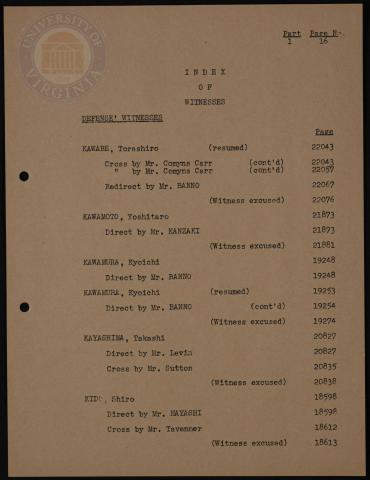 UNIVERSITY OF VIRGINIA
Part Page No.
1 16
INDEX
OF
WITNESSES
DEFENSE' WITNESSES
Page
KAWABE, Torashiro (resumed) 22043
Cross by Mr. Comyns Carr (cont'd) 22043
" by Mr. Comyns Carr (cont'd) 22057
Redirect by Mr. BANNO 22067
(Witness excused) 22076
KAWAMOTO, Yoshitaro 21873
Direct by Mr. KANZAKI 21873
(Witness excused) 21881
KAWAMURA, Kyoichi 19248
Direct by Mr. BANNO 19248
KAWAMURA, Kyoichi (resumed) 19253
Direct by Mr. BANNO (cont'd) 19254
(Witness excused) 19274
KAYASHIMA, Takashi 20827
Direct by Mr. Levin 20827
Cross by Mr. Sutton 20835
(Witness excused) 20838
KIDO, Shiro 18598
Direct by Mr. HAYASHI 18598
Cross by Mr. Tavenner 18612
(Witness excused) 18613